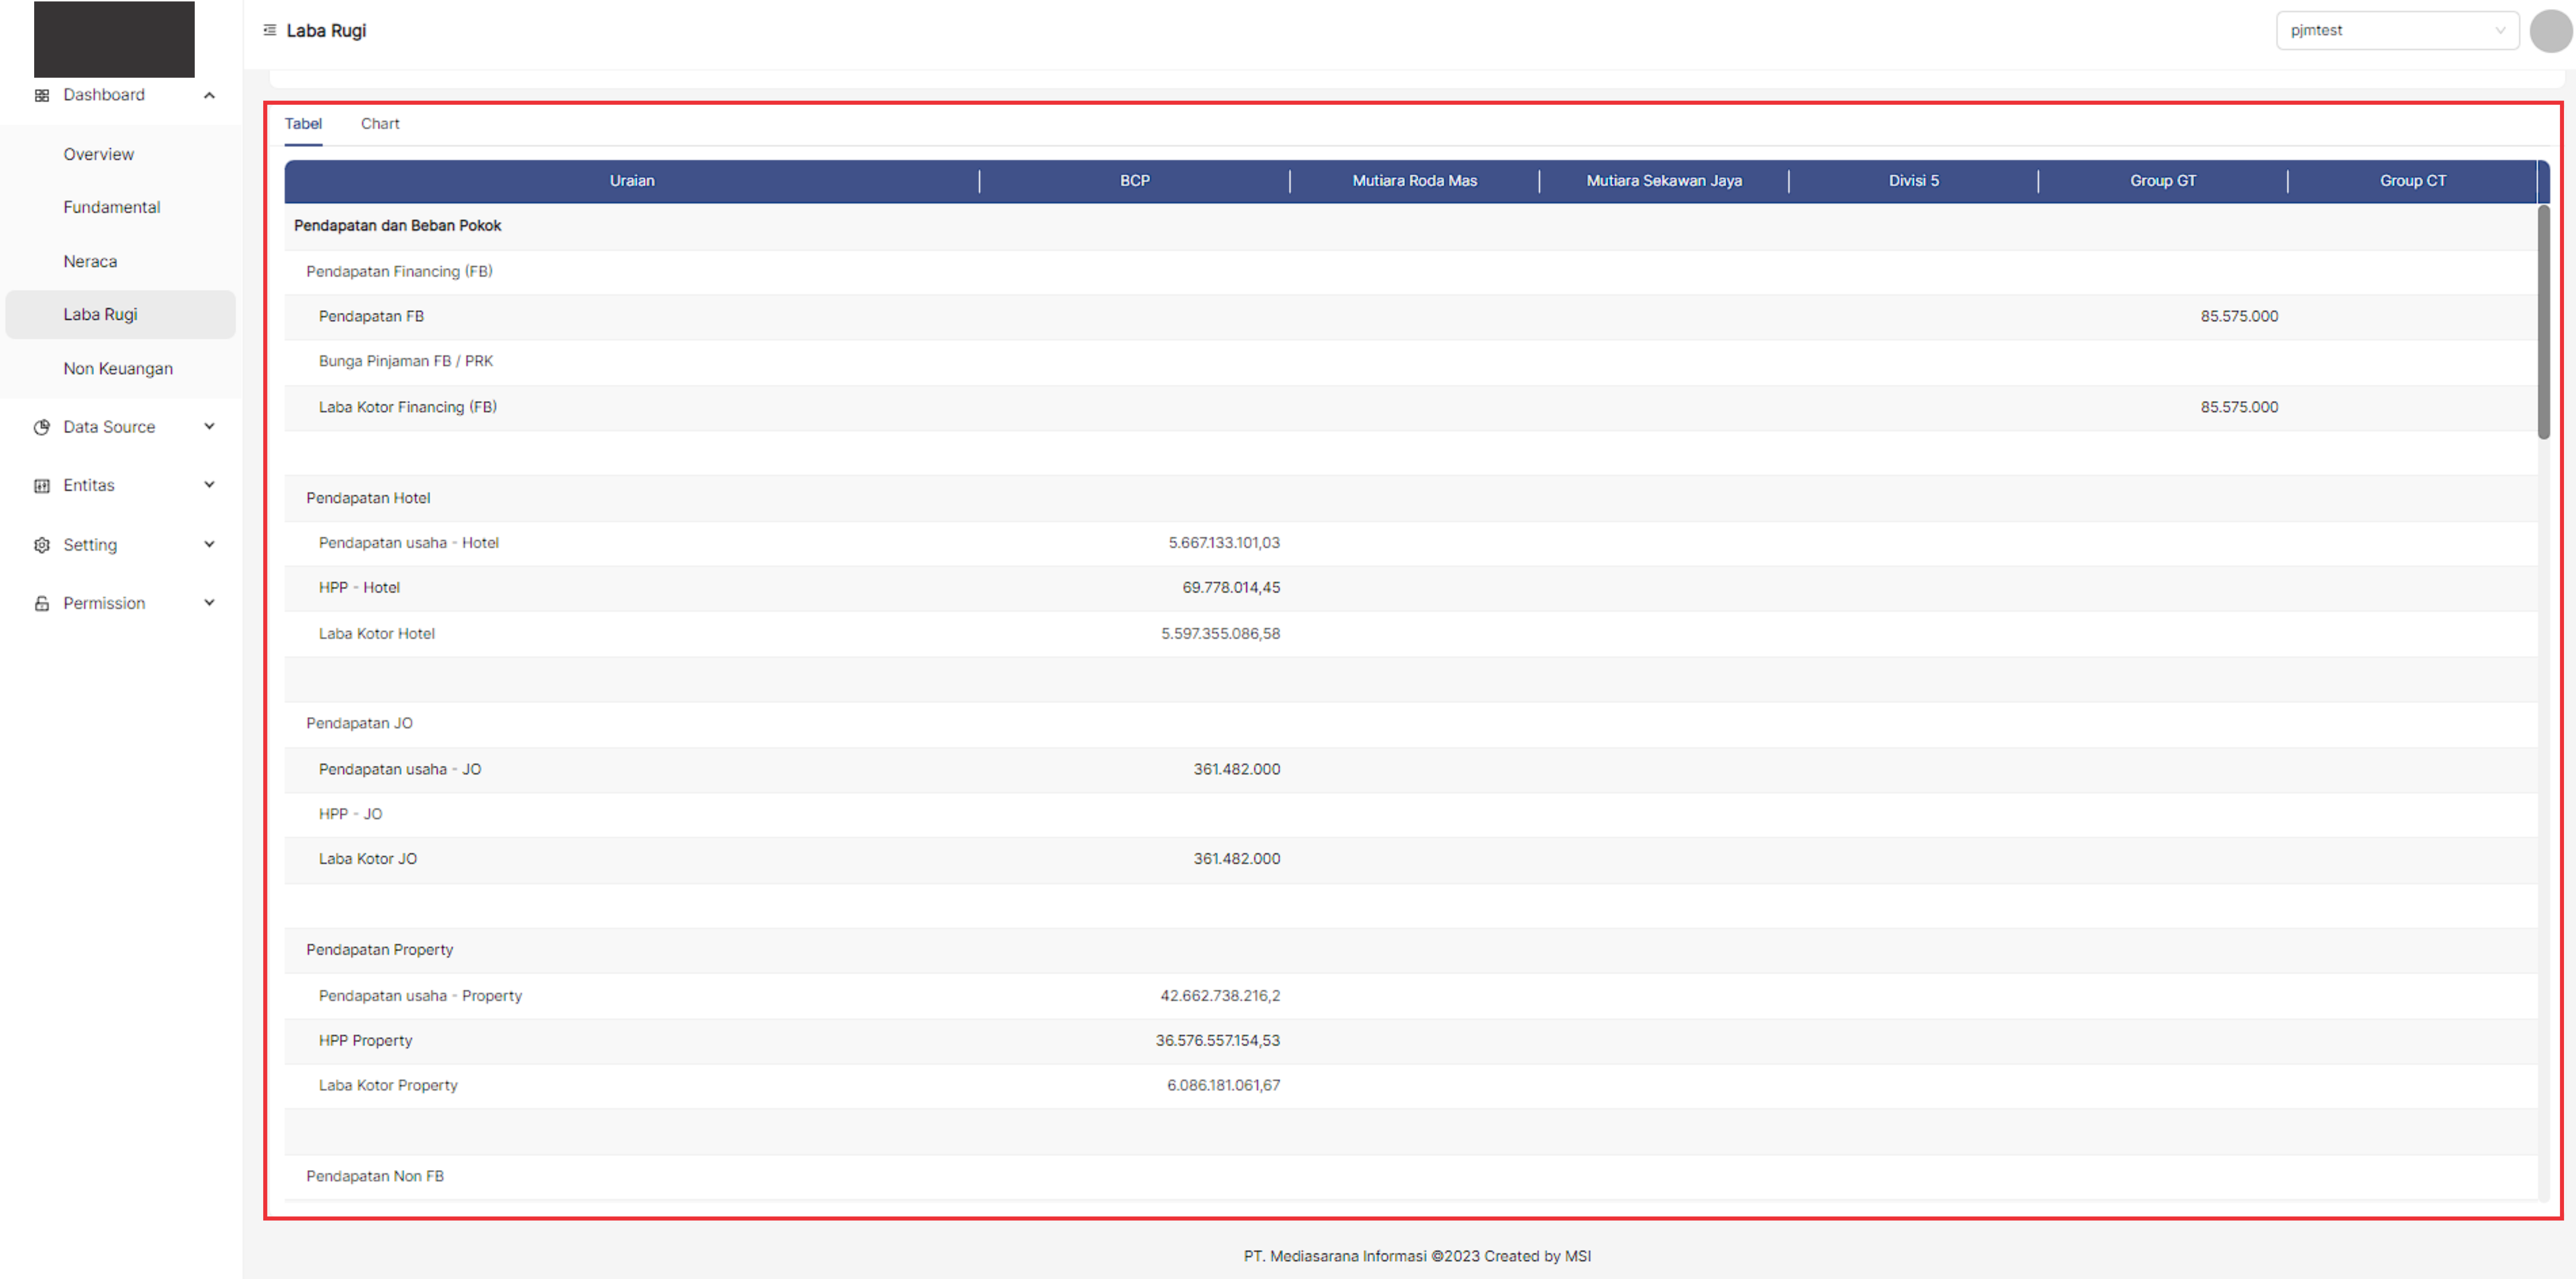 Laba Rugi
pjmtest
Dashboard
Overview
Fundamental
Neraca
Laba Rugi
Non Keuangan
Data Source
Entitas
Setting
Permission
Tabel Chart
Uraian BCP Mutiara Roda Mas Mutiara Sekawan Jaya Divisi 5 Group GT Group CT
Pendapatan dan Beban Pokok
Pendapatan Financing (FB)
Pendapatan FB 85.575.000
Bunga Pinjaman FB / PRK
Laba Kotor Financing (FB) 85.575.000
Pendapatan Hotel
Pendapatan usaha - Hotel 5.667.133.101,03
HPP - Hotel 69.778.014,45
Laba Kotor Hotel 5.597.355.086,58
Pendapatan JO
Pendapatan usaha - JO 361.482.000
HPP - JO
Laba Kotor JO 361.482.000
Pendapatan Property
Pendapatan usaha - Property 42.662.738.216,2
HPP Property 36.576.557.154,53
Laba Kotor Property 6.086.181.061,67
Pendapatan Non FB
PT. Mediasarana Informasi ©2023 Created by MSI